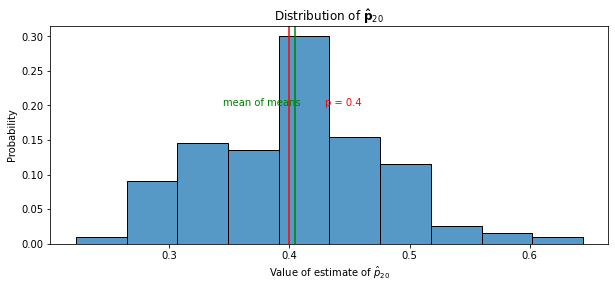 Distribution of p̂₂₀
Probability
0.30
0.25
0.20
0.15
0.10
0.05
0.00
mean of means
p = 0.4
0.3
0.4
0.5
0.6
Value of estimate of p̂₂₀